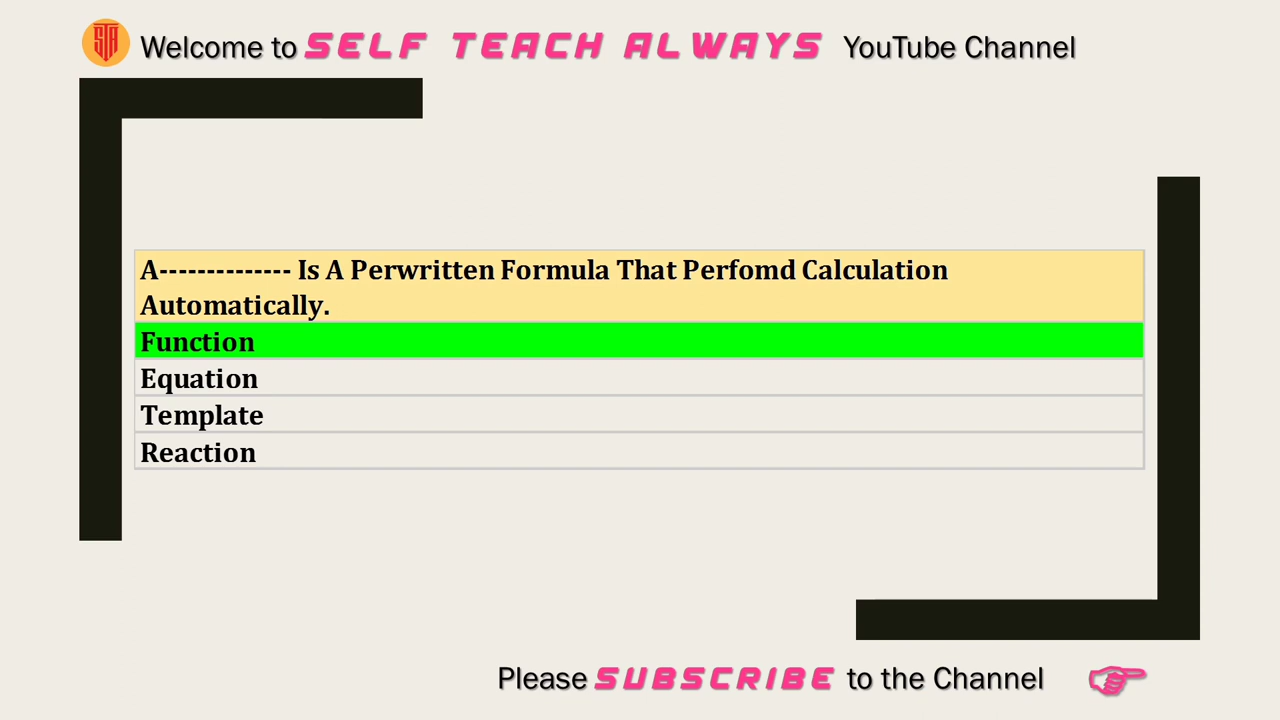 Welcome to SELF TEACH ALWAYS YouTube Channel
A-------------- Is A Perwritten Formula That Perfomd Calculation
Automatically.
Function
Equation
Template
Reaction
Please SUBSCRIBE to the Channel